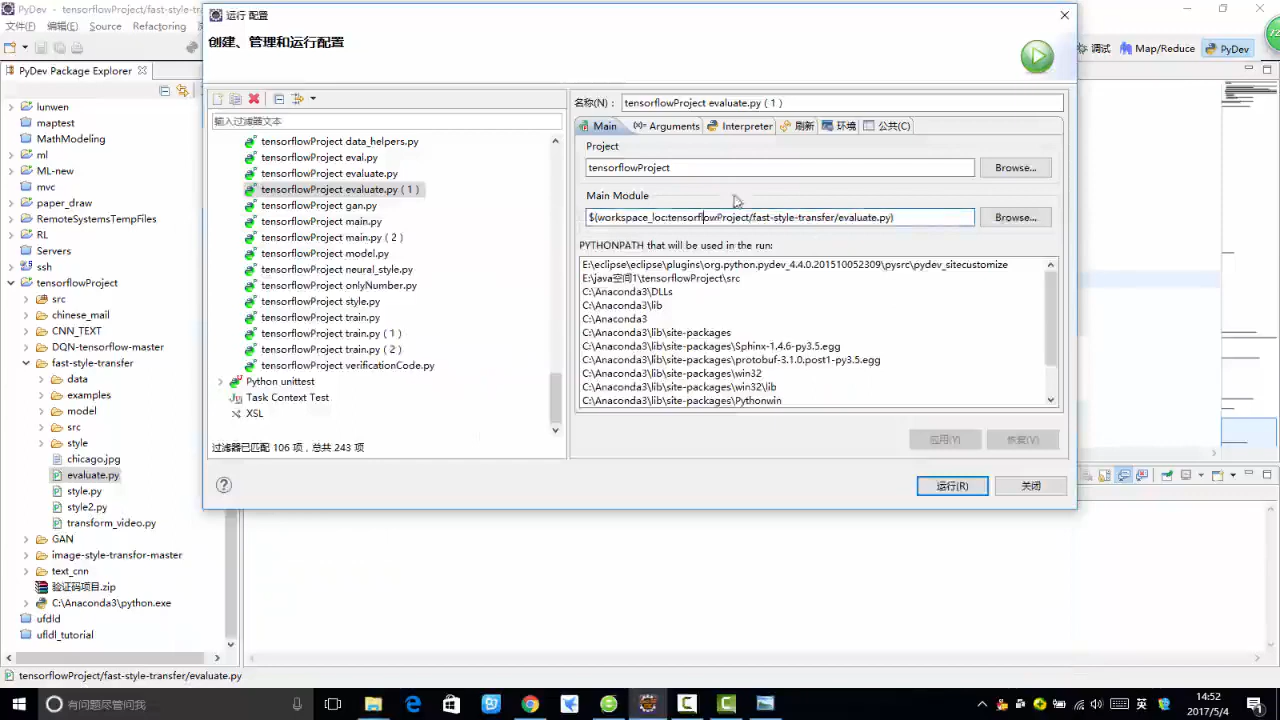 PyDev - tensorflowProject/fast-style-tra
文件(F) 编辑(E) Source Refactoring
调试 Map/Reduce PyDev
PyDev Package Explorer
lunwen
maptest
MathModeling
ml
ML-new
mvc
paper_draw
RemoteSystemsTempFiles
RL
Servers
ssh
tensorflowProject
src
chinese_mail
CNN_TEXT
DQN-tensorflow-master
fast-style-transfer
data
examples
model
src
style
chicago.jpg
evaluate.py
style.py
style2.py
transform_video.py
GAN
image-style-transfor-master
text_cnn
验证码项目.zip
C:\Anaconda3\python.exe
ufdld
ufldl_tutorial
tensorflowProject/fast-style-transfer/evaluate.py
运行 配置
创建、管理和运行配置
输入过滤器文本
tensorflowProject data_helpers.py
tensorflowProject eval.py
tensorflowProject evaluate.py
tensorflowProject evaluate.py ( 1 )
tensorflowProject gan.py
tensorflowProject main.py
tensorflowProject main.py ( 2 )
tensorflowProject model.py
tensorflowProject neural_style.py
tensorflowProject onlyNumber.py
tensorflowProject style.py
tensorflowProject train.py
tensorflowProject train.py ( 1 )
tensorflowProject train.py ( 2 )
tensorflowProject verificationCode.py
Python unittest
Task Context Test
XSL
过滤器已匹配 106 项，总共 243 项
名称(N)： tensorflowProject evaluate.py ( 1 )
Main Arguments Interpreter 刷新 环境 公共(C)
Project
tensorflowProject Browse...
Main Module
${workspace_loc:tensorflowProject/fast-style-transfer/evaluate.py} Browse...
PYTHONPATH that will be used in the run:
E:\eclipse\eclipse\plugins\org.python.pydev_4.4.0.201510052309\pysrc\pydev_sitecustomize
E:\java空间1\tensorflowProject\src
C:\Anaconda3\DLLs
C:\Anaconda3\lib
C:\Anaconda3
C:\Anaconda3\lib\site-packages
C:\Anaconda3\lib\site-packages\Sphinx-1.4.6-py3.5.egg
C:\Anaconda3\lib\site-packages\protobuf-3.1.0.post1-py3.5.egg
C:\Anaconda3\lib\site-packages\win32
C:\Anaconda3\lib\site-packages\win32\lib
C:\Anaconda3\lib\site-packages\Pythonwin
应用(Y) 恢复(V)
运行(R) 关闭
有问题尽管问我
英
14:52
2017/5/4